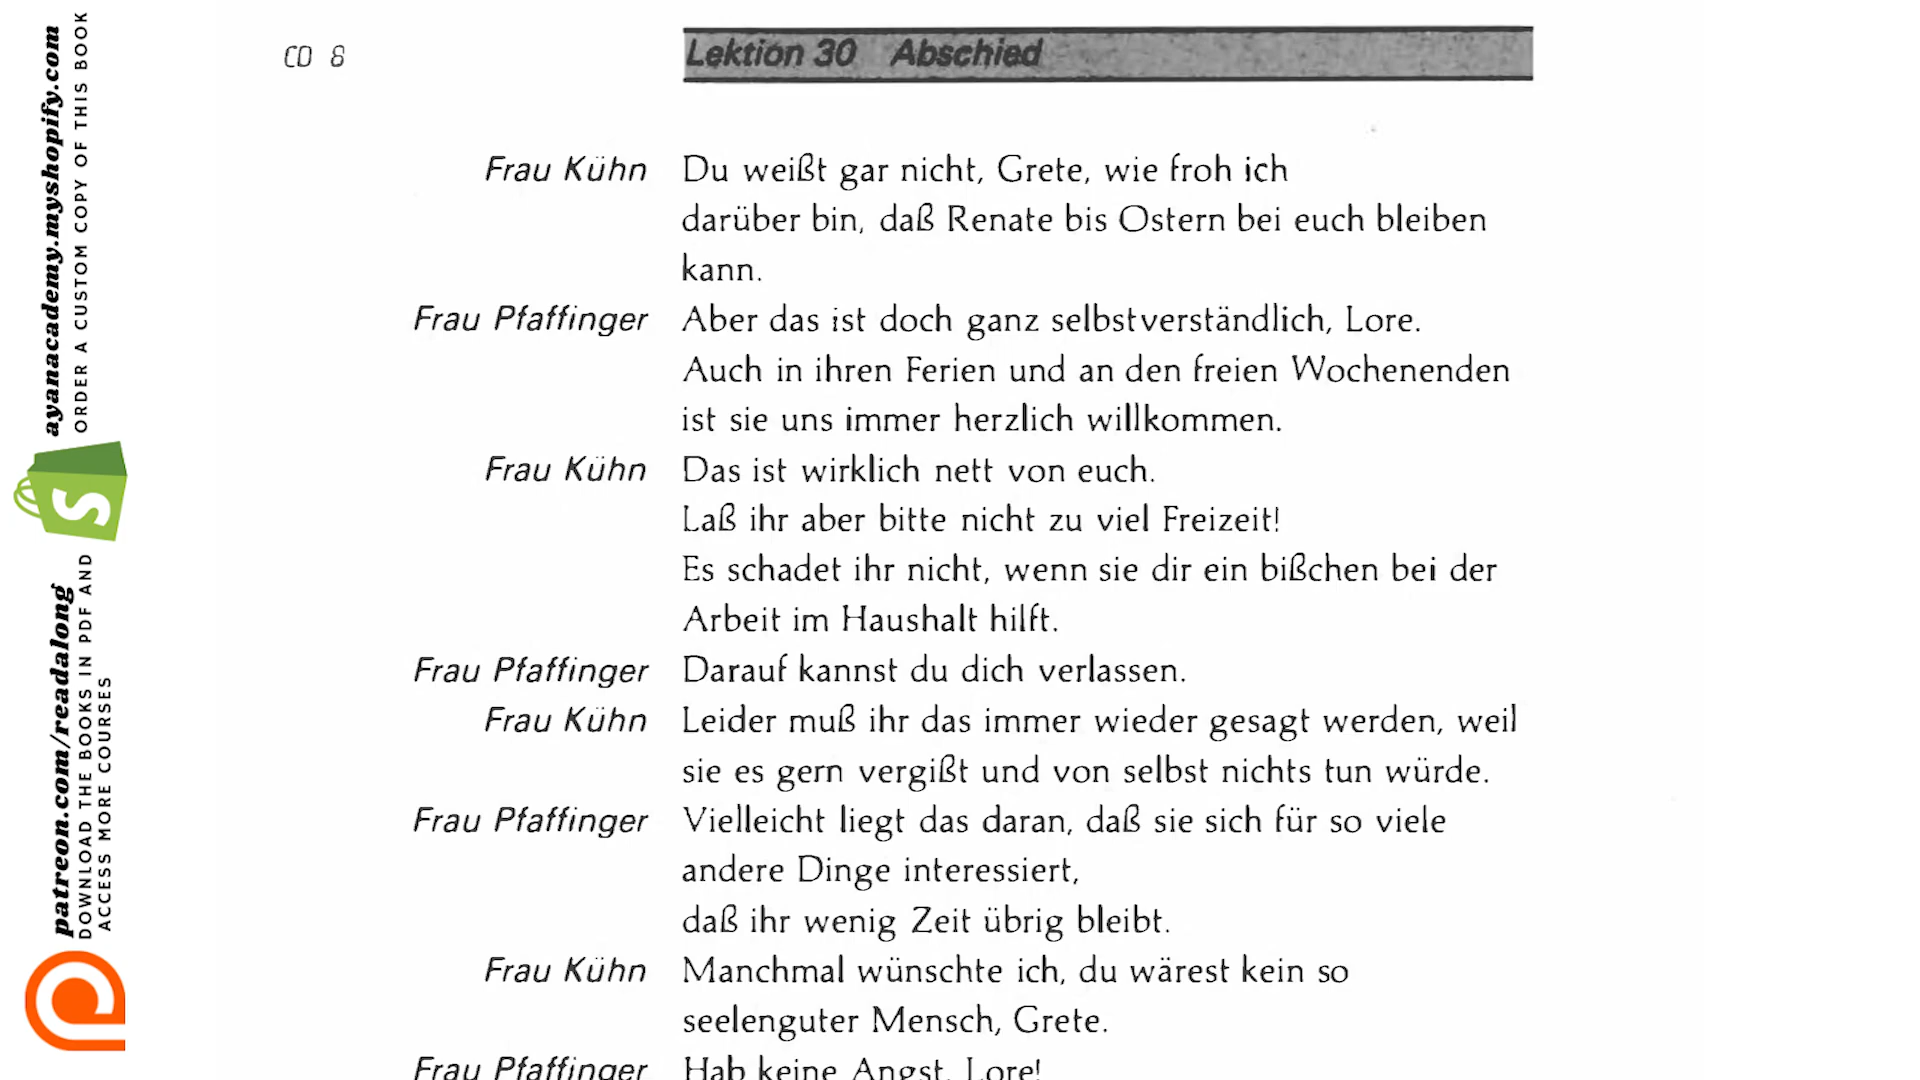 CD 8
Lektion 30 Abschied
Frau Kühn Du weißt gar nicht, Grete, wie froh ich
darüber bin, daß Renate bis Ostern bei euch bleiben
kann.
Frau Pfaffinger Aber das ist doch ganz selbstverständlich, Lore.
Auch in ihren Ferien und an den freien Wochenenden
ist sie uns immer herzlich willkommen.
Frau Kühn Das ist wirklich nett von euch.
Laß ihr aber bitte nicht zu viel Freizeit!
Es schadet ihr nicht, wenn sie dir ein bißchen bei der
Arbeit im Haushalt hilft.
Frau Pfaffinger Darauf kannst du dich verlassen.
Frau Kühn Leider muß ihr das immer wieder gesagt werden, weil
sie es gern vergißt und von selbst nichts tun würde.
Frau Pfaffinger Vielleicht liegt das daran, daß sie sich für so viele
andere Dinge interessiert,
daß ihr wenig Zeit übrig bleibt.
Frau Kühn Manchmal wünschte ich, du wärest kein so
seelenguter Mensch, Grete.
Frau Pfaffinger Hab keine Angst, Lore!
ayanacademy.myshopify.com
ORDER A CUSTOM COPY OF THIS BOOK
patreon.com/readalong
DOWNLOAD THE BOOKS IN PDF AND
ACCESS MORE COURSES